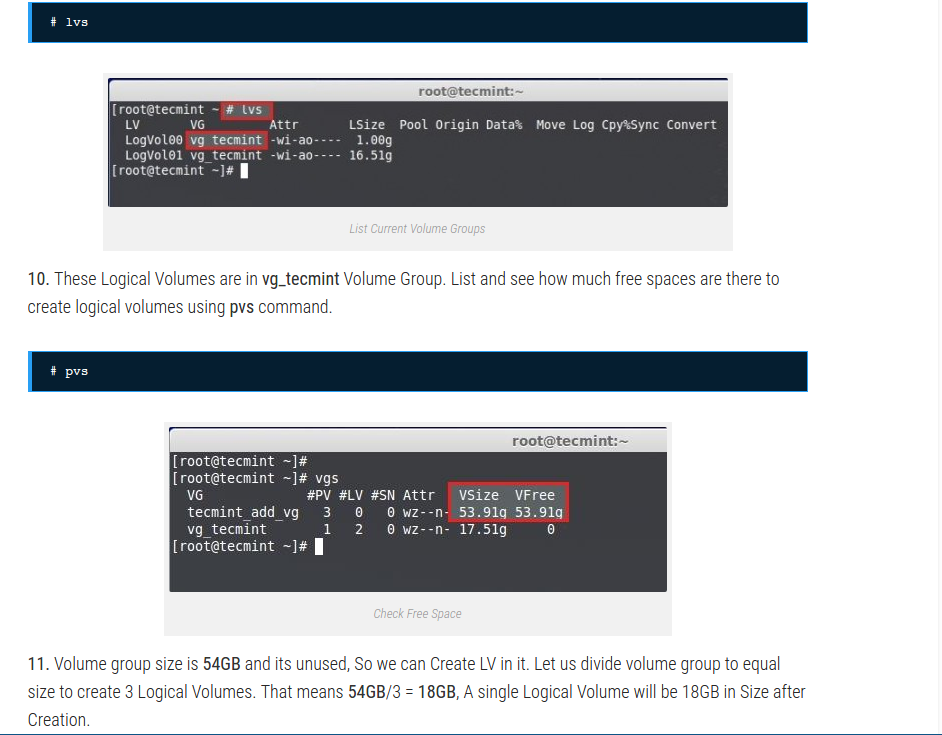 # lvs
root@tecmint:~
[root@tecmint ~ # lvs
LV VG Attr LSize Pool Origin Data% Move Log Cpy%Sync Convert
LogVol00 vg_tecmint -wi-ao---- 1.00g
LogVol01 vg_tecmint -wi-ao---- 16.51g
[root@tecmint ~]#
List Current Volume Groups
10. These Logical Volumes are in vg_tecmint Volume Group. List and see how much free spaces are there to
create logical volumes using pvs command.
# pvs
root@tecmint:~
[root@tecmint ~]#
[root@tecmint ~]# vgs
VG #PV #LV #SN Attr VSize VFree
tecmint_add_vg 3 0 0 wz--n- 53.91g 53.91g
vg_tecmint 1 2 0 wz--n- 17.51g 0
[root@tecmint ~]#
Check Free Space
11. Volume group size is 54GB and its unused, So we can Create LV in it. Let us divide volume group to equal
size to create 3 Logical Volumes. That means 54GB/3 = 18GB, A single Logical Volume will be 18GB in Size after
Creation.